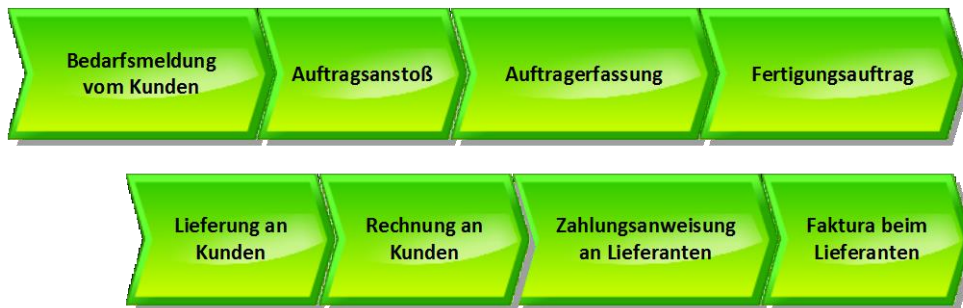 Bedarfsmeldung
vom Kunden
Auftragsanstoß
Auftragerfassung
Fertigungsauftrag
Lieferung an
Kunden
Rechnung an
Kunden
Zahlungsanweisung
an Lieferanten
Faktura beim
Lieferanten